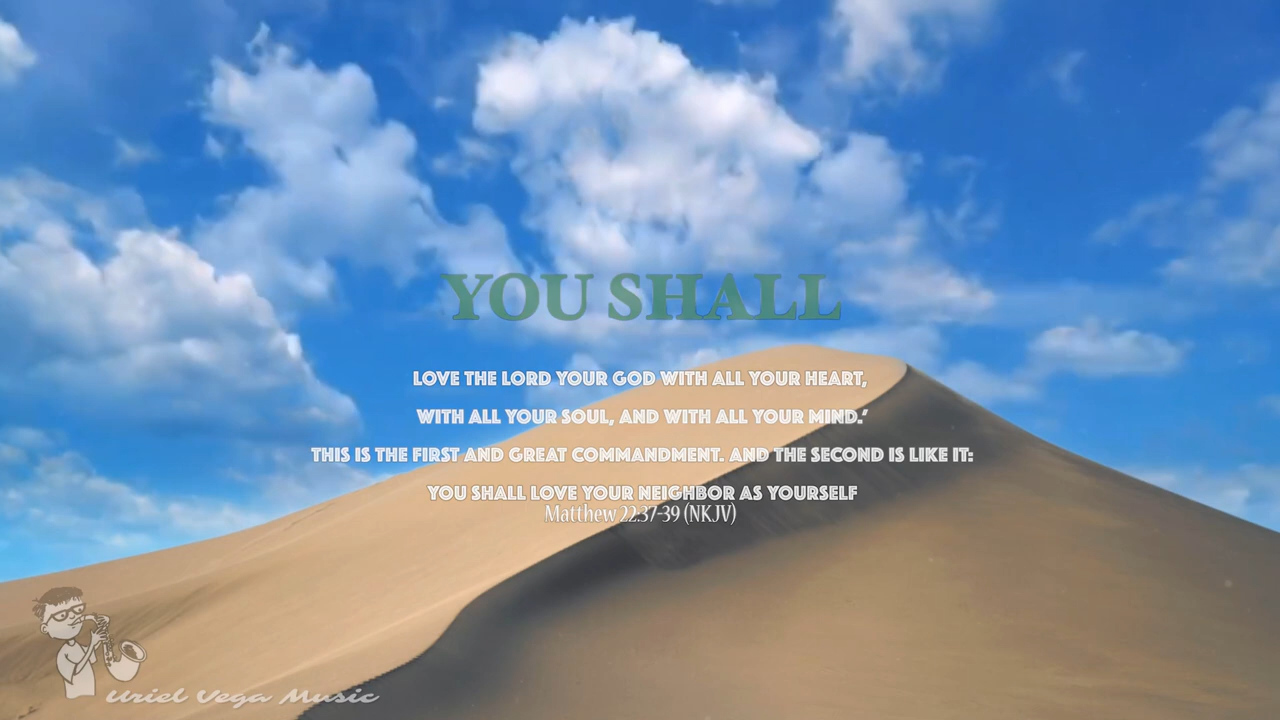 YOU SHALL
LOVE THE LORD YOUR GOD WITH ALL YOUR HEART,
WITH ALL YOUR SOUL, AND WITH ALL YOUR MIND.’
THIS IS THE FIRST AND GREAT COMMANDMENT. AND THE SECOND IS LIKE IT:
YOU SHALL LOVE YOUR NEIGHBOR AS YOURSELF
Matthew 22:37-39 (NKJV)
Uriel Vega Music